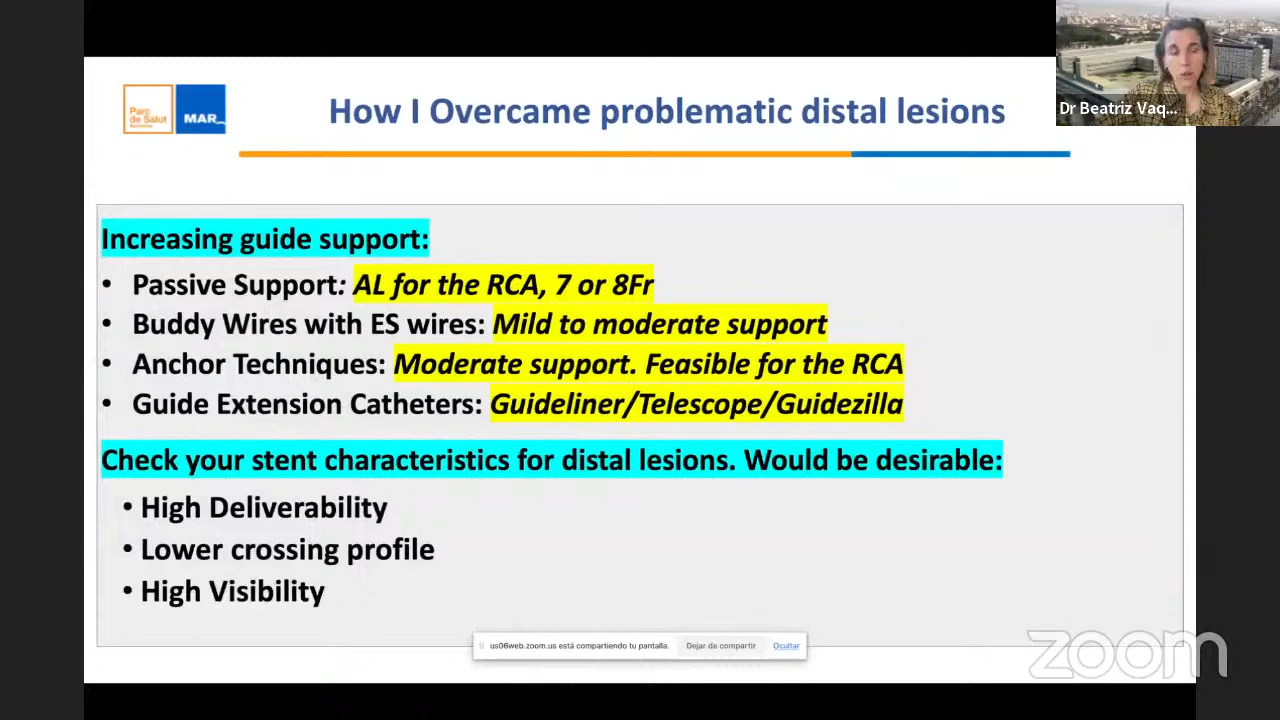 Parc
de Salut
MAR
How I Overcame problematic distal lesions
Dr Beatriz Vaq...
Increasing guide support:
• Passive Support: AL for the RCA, 7 or 8Fr
• Buddy Wires with ES wires: Mild to moderate support
• Anchor Techniques: Moderate support. Feasible for the RCA
• Guide Extension Catheters: Guideliner/Telescope/Guidezilla
Check your stent characteristics for distal lesions. Would be desirable:
• High Deliverability
• Lower crossing profile
• High Visibility
us06web.zoom.us está compartiendo tu pantalla. Dejar de compartir Ocultar
zoom